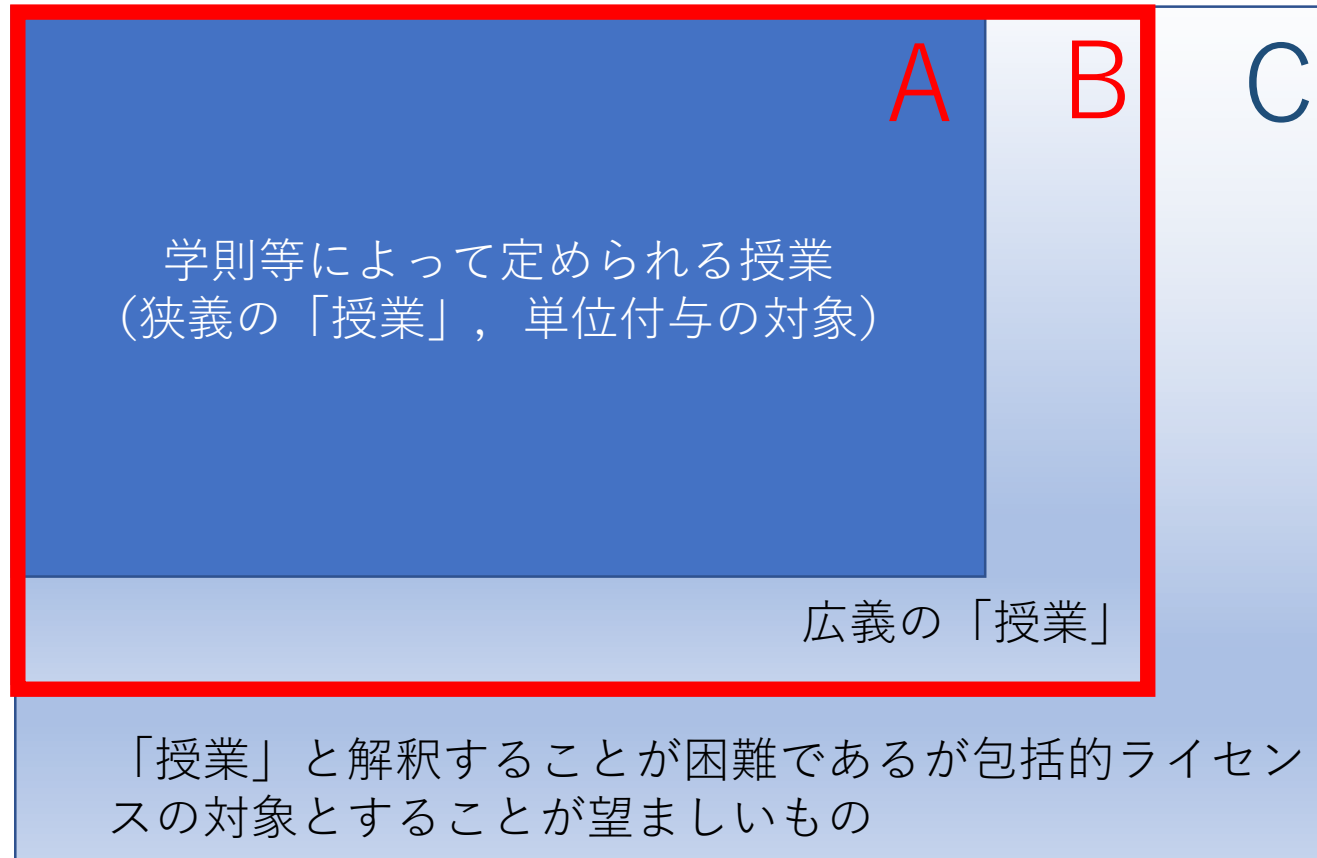 A B C
学則等によって定められる授業
（狭義の「授業」，単位付与の対象）
広義の「授業」
「授業」と解釈することが困難であるが包括的ライセン
スの対象とすることが望ましいもの